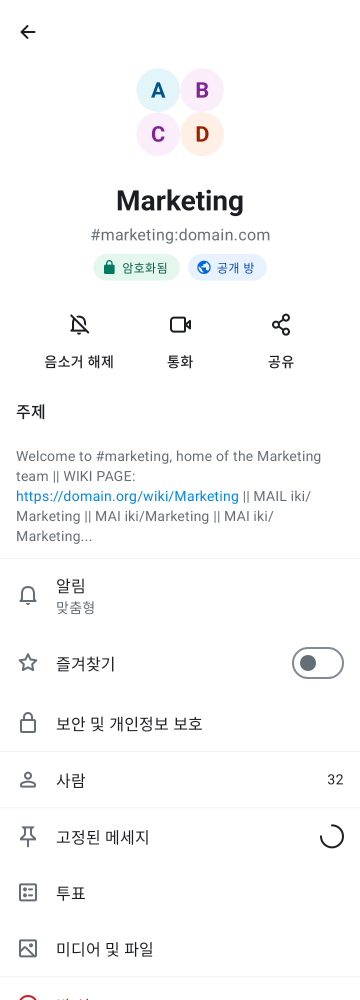 A B
C D
Marketing
#marketing:domain.com
암호화됨 공개 방
음소거 해제 통화 공유
주제
Welcome to #marketing, home of the Marketing
team || WIKI PAGE:
https://domain.org/wiki/Marketing || MAIL iki/
Marketing || MAI iki/Marketing || MAI iki/
Marketing...
알림
맞춤형
즐겨찾기
보안 및 개인정보 보호
사람 32
고정된 메세지
투표
미디어 및 파일